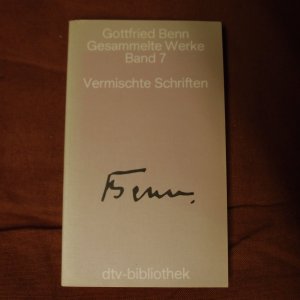 Gottfried Benn
Gesammelte Werke
Band 7
Vermischte Schriften
Benn.
dtv-bibliothek